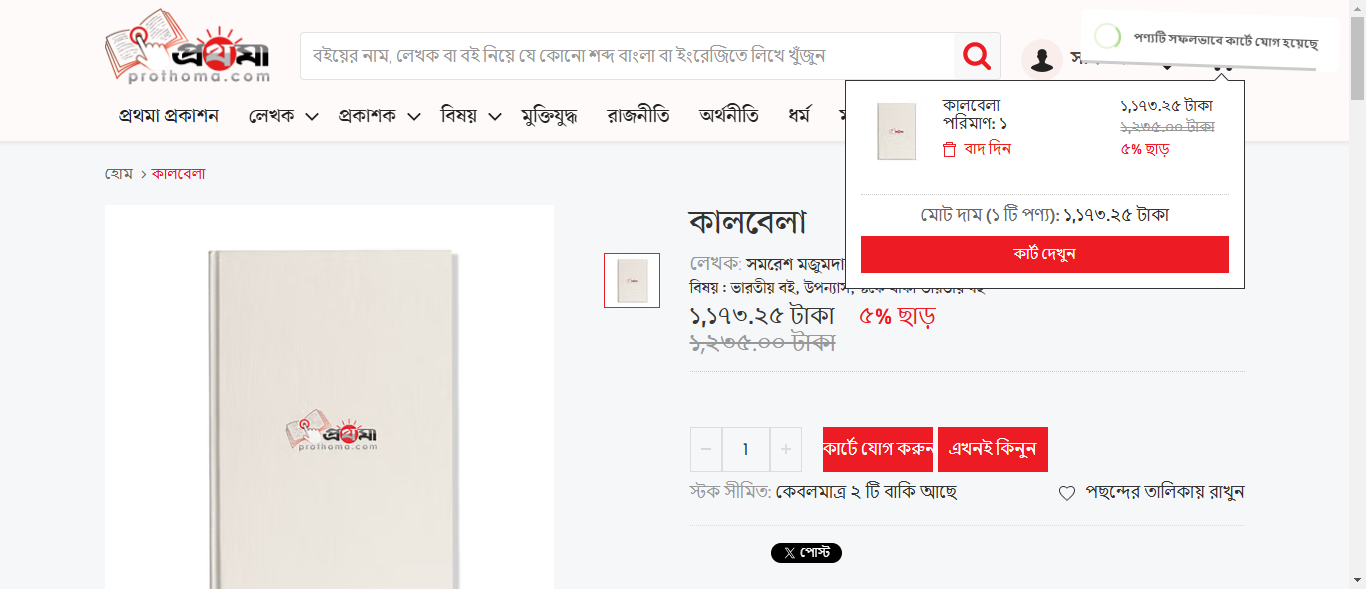 প্রথমা
prothoma.com
বইয়ের নাম, লেখক বা বই নিয়ে যে কোনো শব্দ বাংলা বা ইংরেজিতে লিখে খুঁজুন
পণ্যটি সফলভাবে কার্টে যোগ হয়েছে
প্রথমা প্রকাশন লেখক প্রকাশক বিষয় মুক্তিযুদ্ধ রাজনীতি অর্থনীতি ধর্ম
কালবেলা ১,১৭৩.২৫ টাকা
পরিমাণ: ১ ১,২৩৫.০০ টাকা
বাদ দিন ৫% ছাড়
মোট দাম (১ টি পণ্য): ১,১৭৩.২৫ টাকা
কার্ট দেখুন
হোম > কালবেলা
কালবেলা
লেখক: সমরেশ মজুমদার
বিষয় : ভারতীয় বই, উপন্যাস,
১,১৭৩.২৫ টাকা ৫% ছাড়
১,২৩৫.০০ টাকা
− 1 + কার্টে যোগ করুন এখনই কিনুন
স্টক সীমিত: কেবলমাত্র ২ টি বাকি আছে পছন্দের তালিকায় রাখুন
X পোস্ট
প্রথমা
prothoma.com